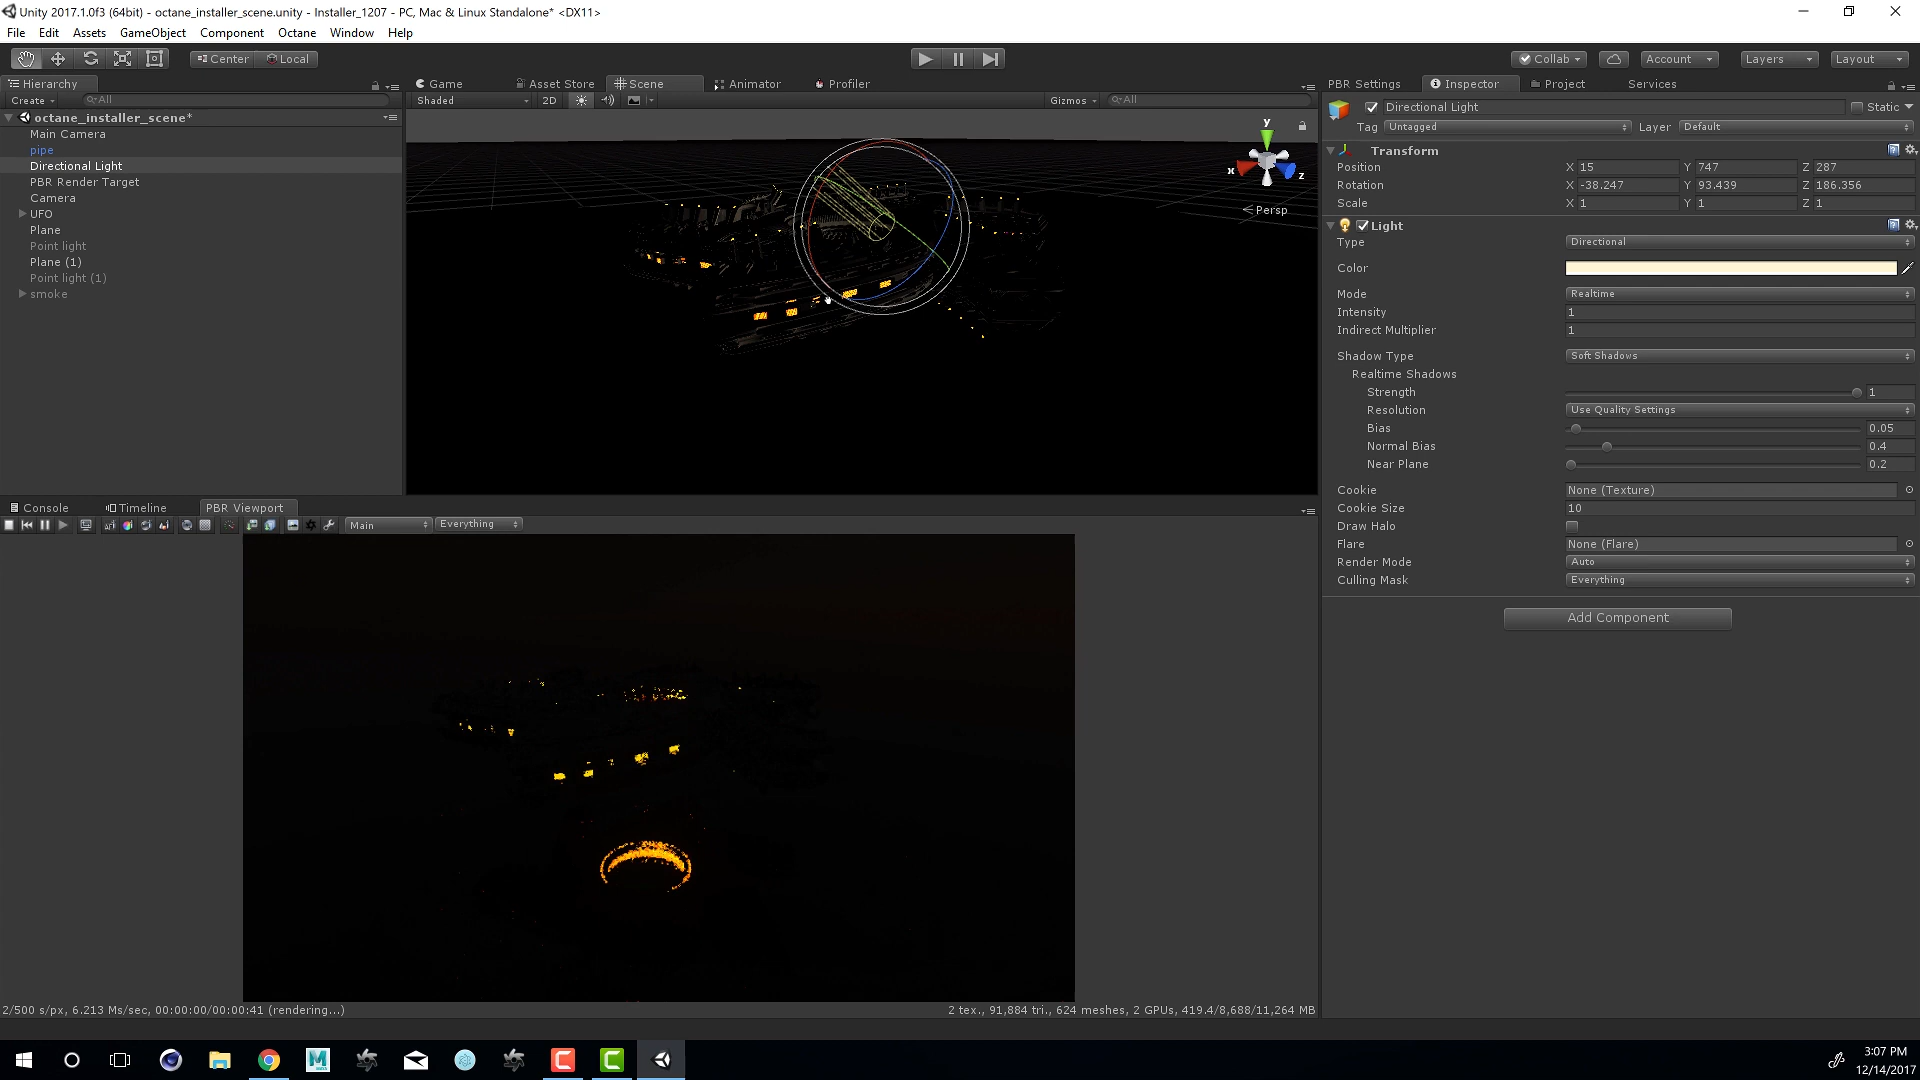 Unity 2017.1.0f3 (64bit) - octane_installer_scene.unity - Installer_1207 - PC, Mac & Linux Standalone* <DX11>
File Edit Assets GameObject Component Octane Window Help
Center Local Collab Account Layers Layout
Hierarchy Game Asset Store Scene Animator Profiler PBR Settings Inspector Project Services
Create All Shaded 2D Gizmos All
octane_installer_scene*
Main Camera
pipe
Directional Light
PBR Render Target
Camera
UFO
Plane
Point light
Plane (1)
Point light (1)
smoke
y
x
z
Persp
Directional Light Static
Tag Untagged Layer Default
Transform
Position X 15 Y 747 Z 287
Rotation X -38.247 Y 93.439 Z 186.356
Scale X 1 Y 1 Z 1
Light
Type Directional
Color
Mode Realtime
Intensity 1
Indirect Multiplier 1
Shadow Type Soft Shadows
Realtime Shadows
Strength 1
Resolution Use Quality Settings
Bias 0.05
Normal Bias 0.4
Near Plane 0.2
Cookie None (Texture)
Cookie Size 10
Draw Halo
Flare None (Flare)
Render Mode Auto
Culling Mask Everything
Add Component
Console Timeline PBR Viewport
Main Everything
2/500 s/px, 6.213 Ms/sec, 00:00:00/00:00:41 (rendering...)
2 tex., 91,884 tri., 624 meshes, 2 GPUs, 419.4/8,688/11,264 MB
3:07 PM
12/14/2017